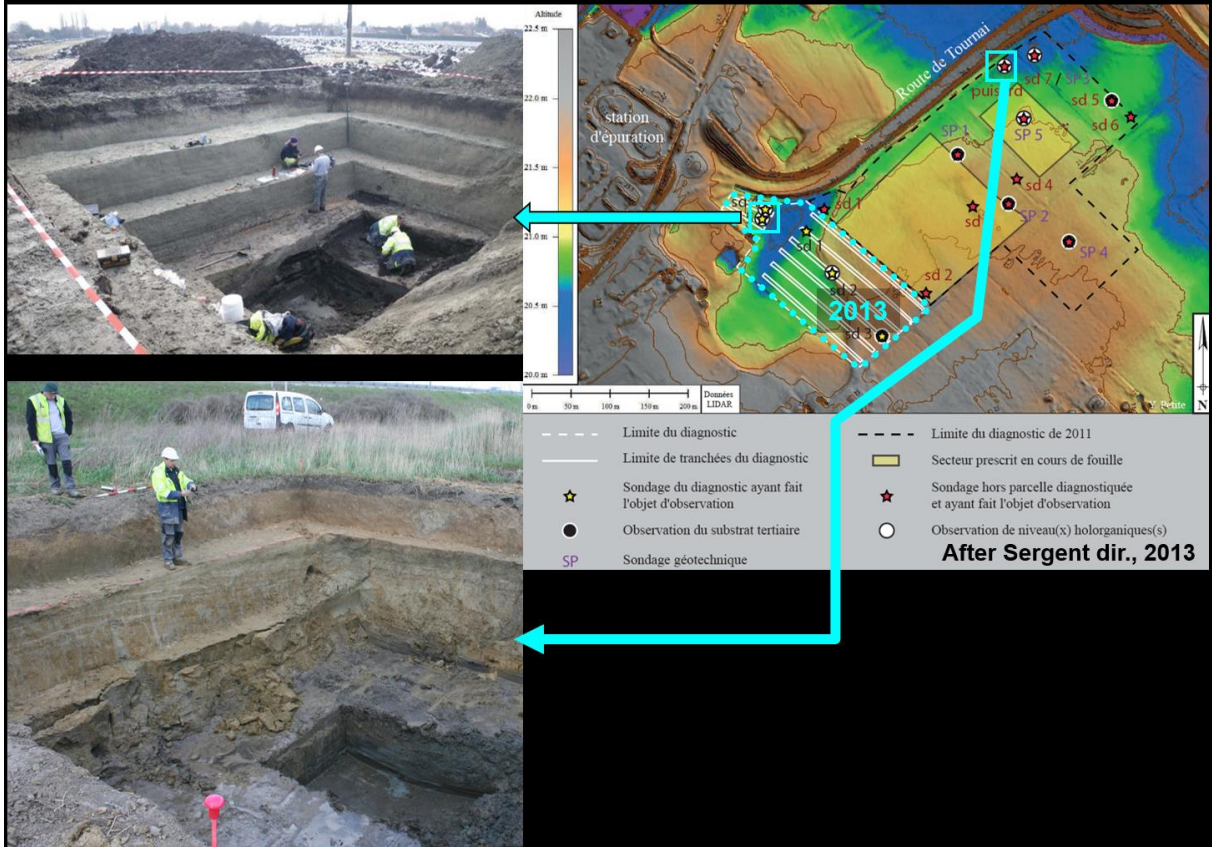 Altitude
22.5 m
22.0 m
21.5 m
21.0 m
20.5 m
20.0 m
station
d'épuration
Route de Tournai
puisard
sd 7 / SP3
sd 5
sd 6
SP 1
SP 5
sd 4
SP 2
SP 4
sd 1
sd 1
sd 2
sd 2
2013
sd 3
0 m 50 m 100 m 150 m 200 m
Données
LIDAR
Y. Petite
N
Limite du diagnostic
Limite de tranchées du diagnostic
Sondage du diagnostic ayant fait
l'objet d'observation
Observation du substrat tertiaire
SP Sondage géotechnique
Limite du diagnostic de 2011
Secteur prescrit en cours de fouille
Sondage hors parcelle diagnostiquée
et ayant fait l'objet d'observation
Observation de niveau(x) holorganiques(s)
After Sergent dir., 2013